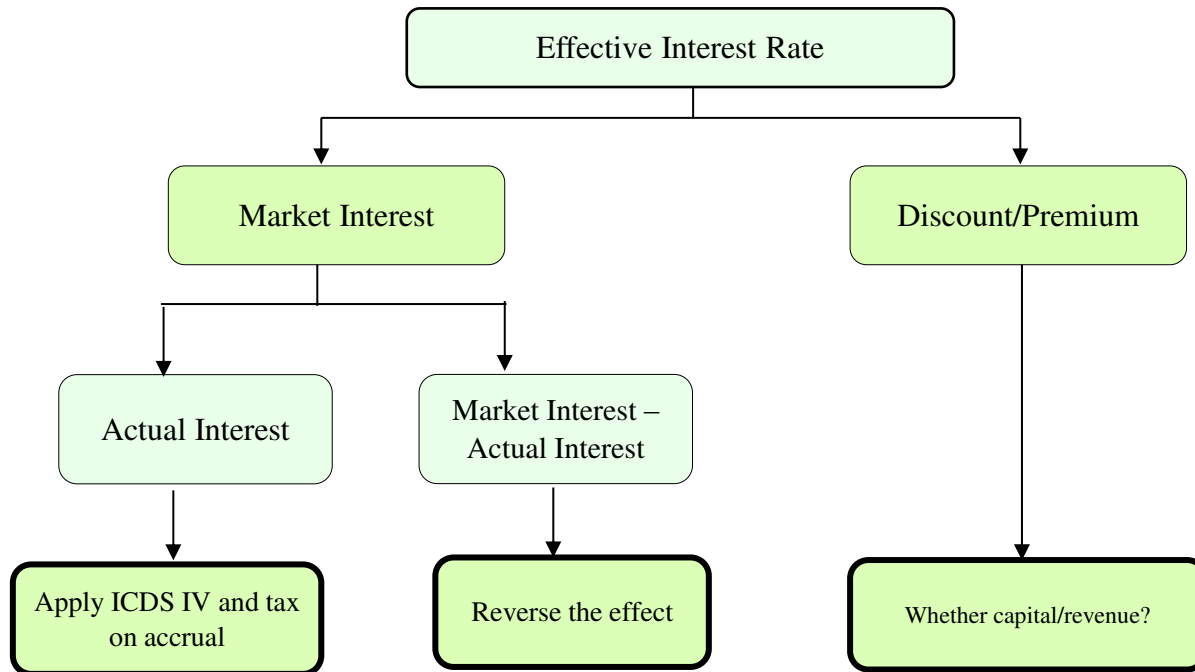 Effective Interest Rate
Market Interest
Discount/Premium
Actual Interest
Market Interest –
Actual Interest
Apply ICDS IV and tax
on accrual
Reverse the effect
Whether capital/revenue?